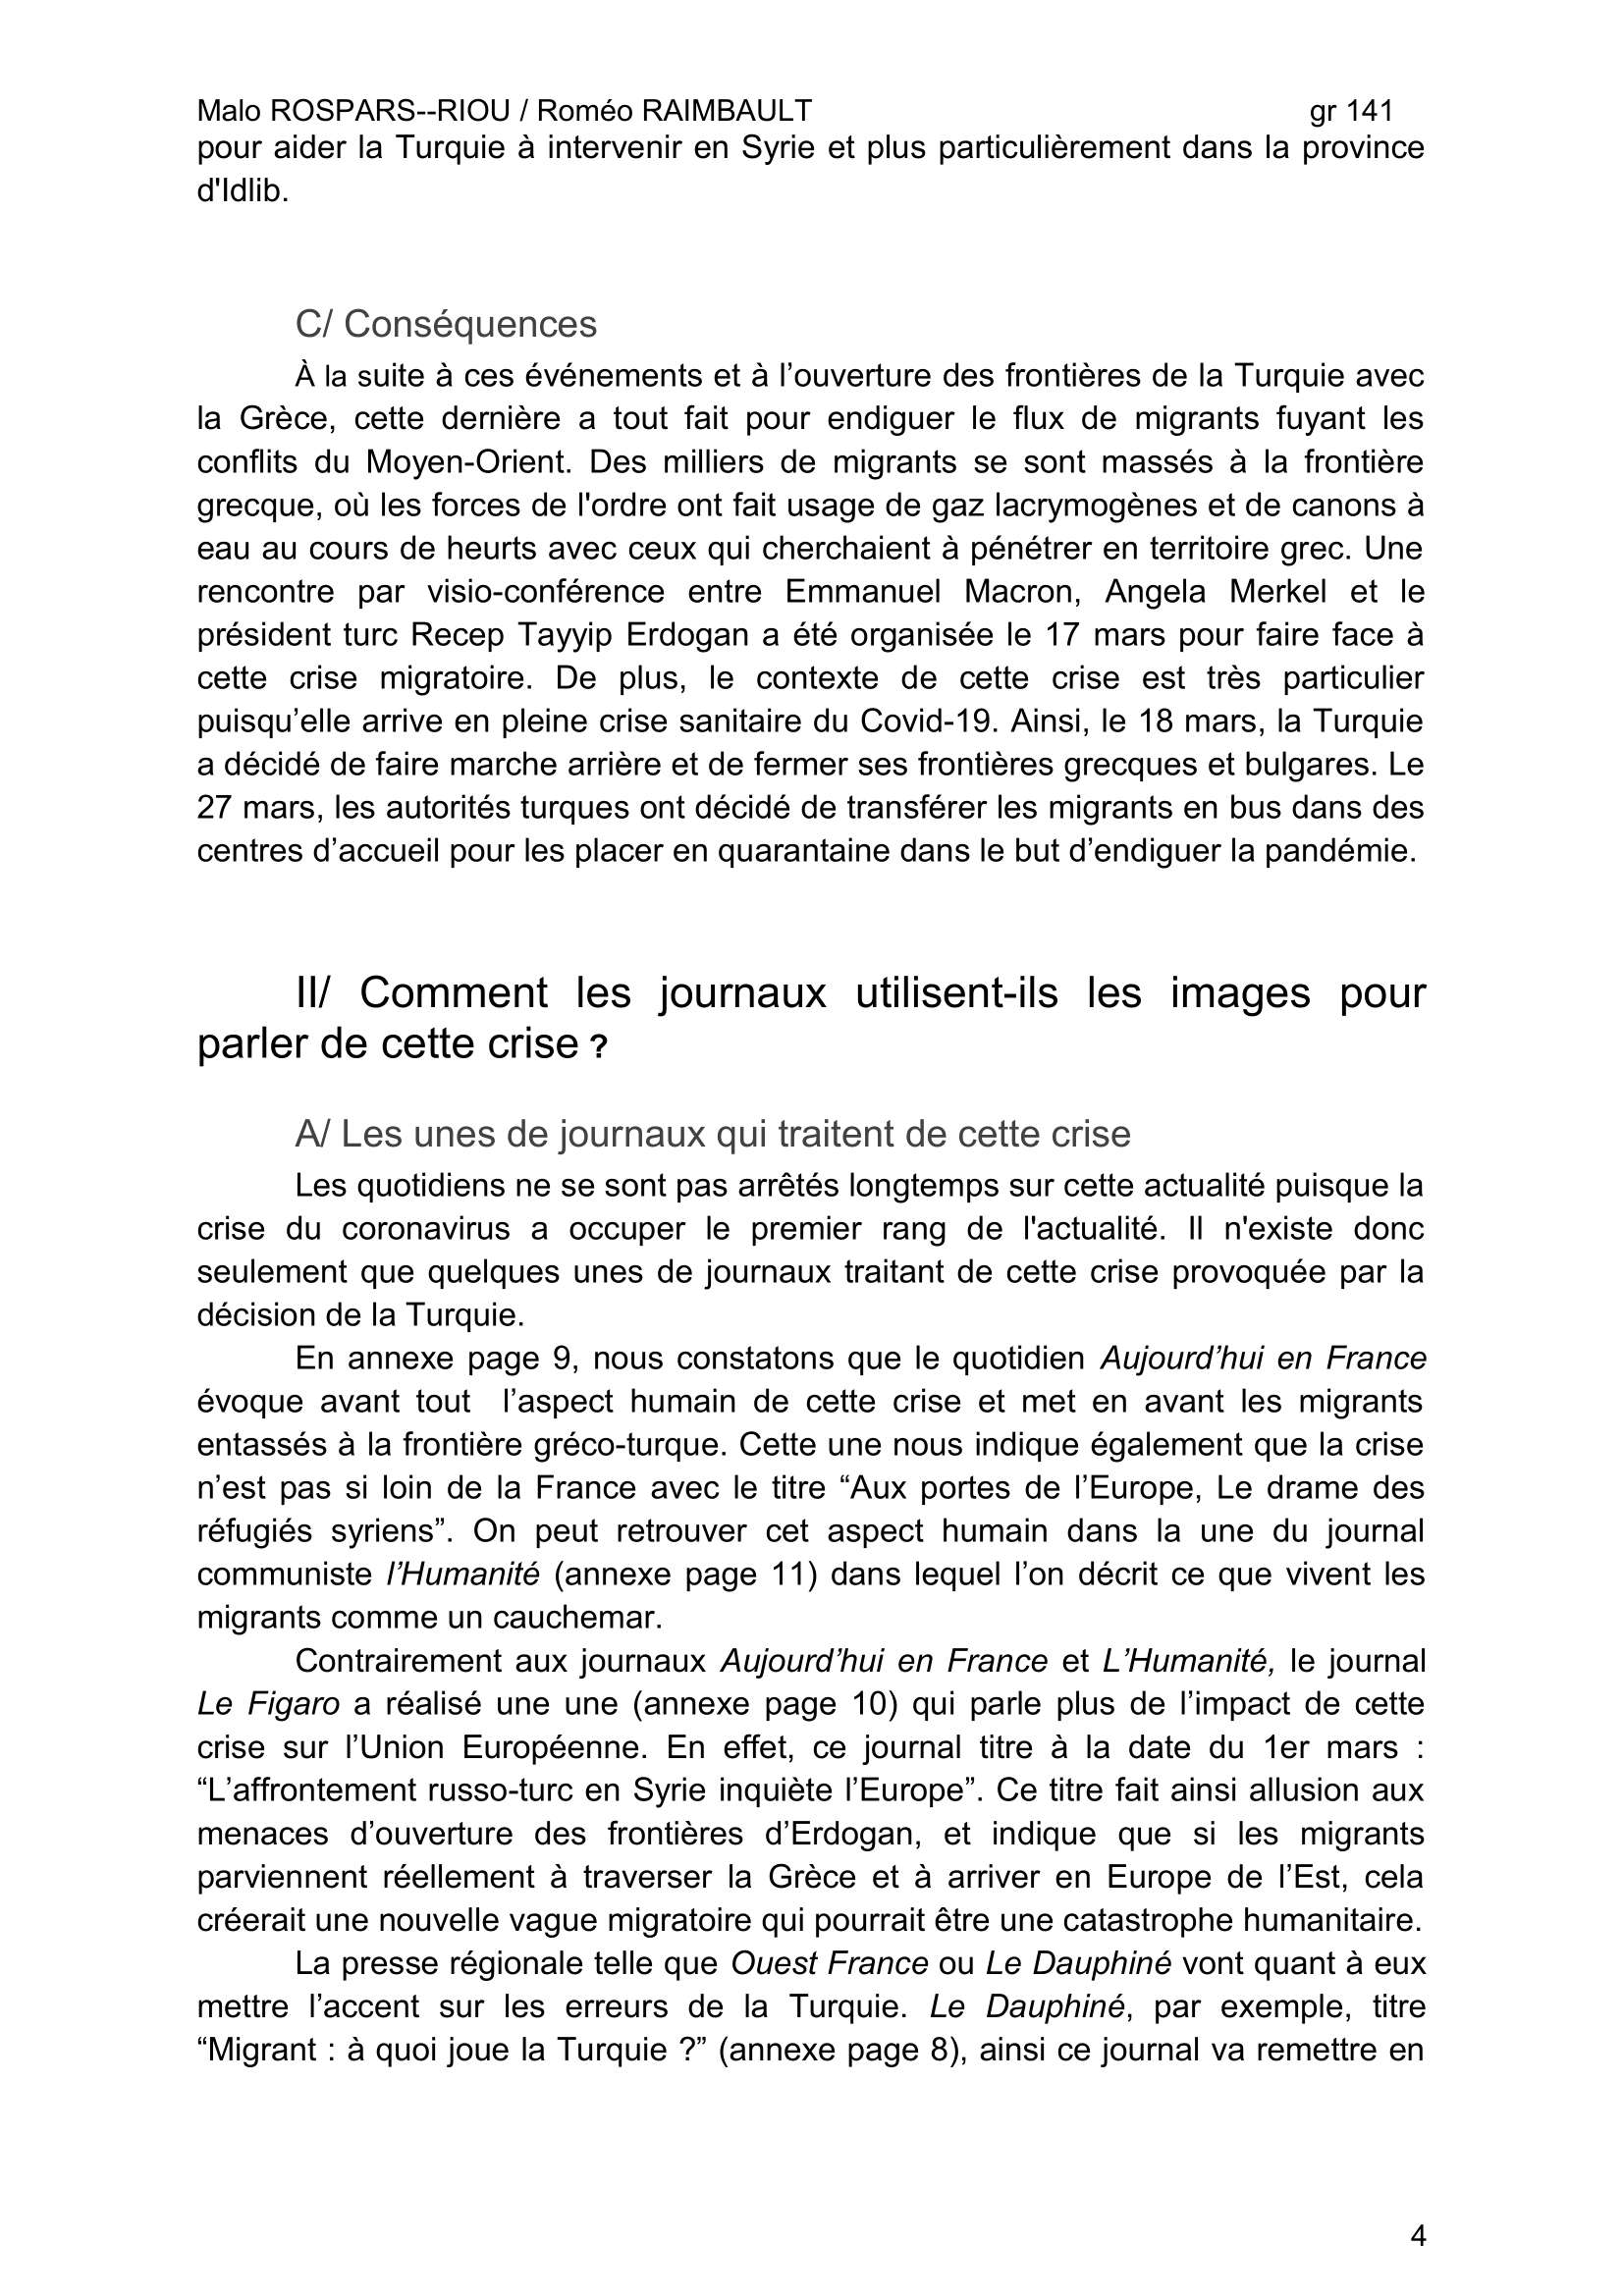 Malo ROSPARS--RIOU / Roméo RAIMBAULT gr 141
pour aider la Turquie à intervenir en Syrie et plus particulièrement dans la province
d'Idlib.
C/ Conséquences
À la suite à ces événements et à l’ouverture des frontières de la Turquie avec
la Grèce, cette dernière a tout fait pour endiguer le flux de migrants fuyant les
conflits du Moyen-Orient. Des milliers de migrants se sont massés à la frontière
grecque, où les forces de l'ordre ont fait usage de gaz lacrymogènes et de canons à
eau au cours de heurts avec ceux qui cherchaient à pénétrer en territoire grec. Une
rencontre par visio-conférence entre Emmanuel Macron, Angela Merkel et le
président turc Recep Tayyip Erdogan a été organisée le 17 mars pour faire face à
cette crise migratoire. De plus, le contexte de cette crise est très particulier
puisqu’elle arrive en pleine crise sanitaire du Covid-19. Ainsi, le 18 mars, la Turquie
a décidé de faire marche arrière et de fermer ses frontières grecques et bulgares. Le
27 mars, les autorités turques ont décidé de transférer les migrants en bus dans des
centres d’accueil pour les placer en quarantaine dans le but d’endiguer la pandémie.
II/ Comment les journaux utilisent-ils les images pour
parler de cette crise ?
A/ Les unes de journaux qui traitent de cette crise
Les quotidiens ne se sont pas arrêtés longtemps sur cette actualité puisque la
crise du coronavirus a occuper le premier rang de l'actualité. Il n'existe donc
seulement que quelques unes de journaux traitant de cette crise provoquée par la
décision de la Turquie.
En annexe page 9, nous constatons que le quotidien Aujourd’hui en France
évoque avant tout l’aspect humain de cette crise et met en avant les migrants
entassés à la frontière gréco-turque. Cette une nous indique également que la crise
n’est pas si loin de la France avec le titre “Aux portes de l’Europe, Le drame des
réfugiés syriens”. On peut retrouver cet aspect humain dans la une du journal
communiste l’Humanité (annexe page 11) dans lequel l’on décrit ce que vivent les
migrants comme un cauchemar.
Contrairement aux journaux Aujourd’hui en France et L’Humanité, le journal
Le Figaro a réalisé une une (annexe page 10) qui parle plus de l’impact de cette
crise sur l’Union Européenne. En effet, ce journal titre à la date du 1er mars :
“L’affrontement russo-turc en Syrie inquiète l’Europe”. Ce titre fait ainsi allusion aux
menaces d’ouverture des frontières d’Erdogan, et indique que si les migrants
parviennent réellement à traverser la Grèce et à arriver en Europe de l’Est, cela
créerait une nouvelle vague migratoire qui pourrait être une catastrophe humanitaire.
La presse régionale telle que Ouest France ou Le Dauphiné vont quant à eux
mettre l’accent sur les erreurs de la Turquie. Le Dauphiné, par exemple, titre
“Migrant : à quoi joue la Turquie ?” (annexe page 8), ainsi ce journal va remettre en
4